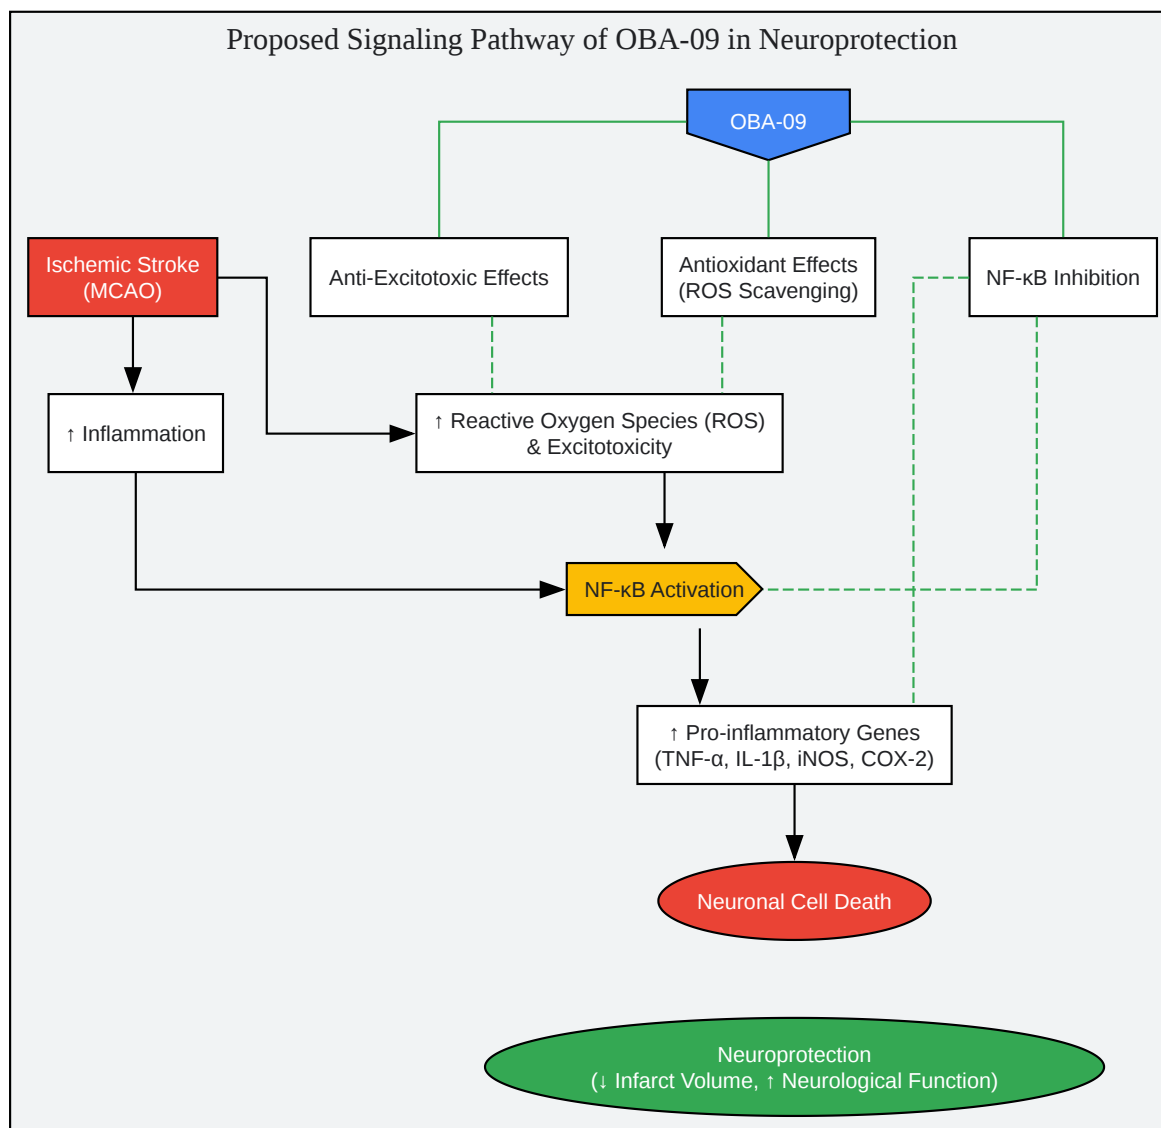 Proposed Signaling Pathway of OBA-09 in Neuroprotection
OBA-09
Ischemic Stroke
(MCAO)
Anti-Excitotoxic Effects
Antioxidant Effects
(ROS Scavenging)
NF-κB Inhibition
↑ Inflammation
↑ Reactive Oxygen Species (ROS)
& Excitotoxicity
NF-κB Activation
↑ Pro-inflammatory Genes
(TNF-α, IL-1β, iNOS, COX-2)
Neuronal Cell Death
Neuroprotection
(↓ Infarct Volume, ↑ Neurological Function)